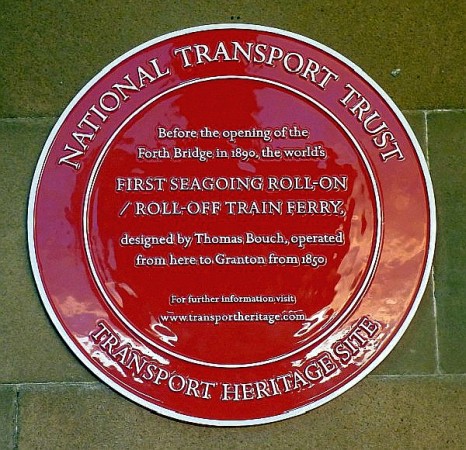 NATIONAL TRANSPORT TRUST
Before the opening of the
Forth Bridge in 1890, the world's
FIRST SEAGOING ROLL-ON
/ ROLL-OFF TRAIN FERRY,
designed by Thomas Bouch, operated
from here to Granton from 1850
For further information visit
www.transportheritage.com
TRANSPORT HERITAGE SITE